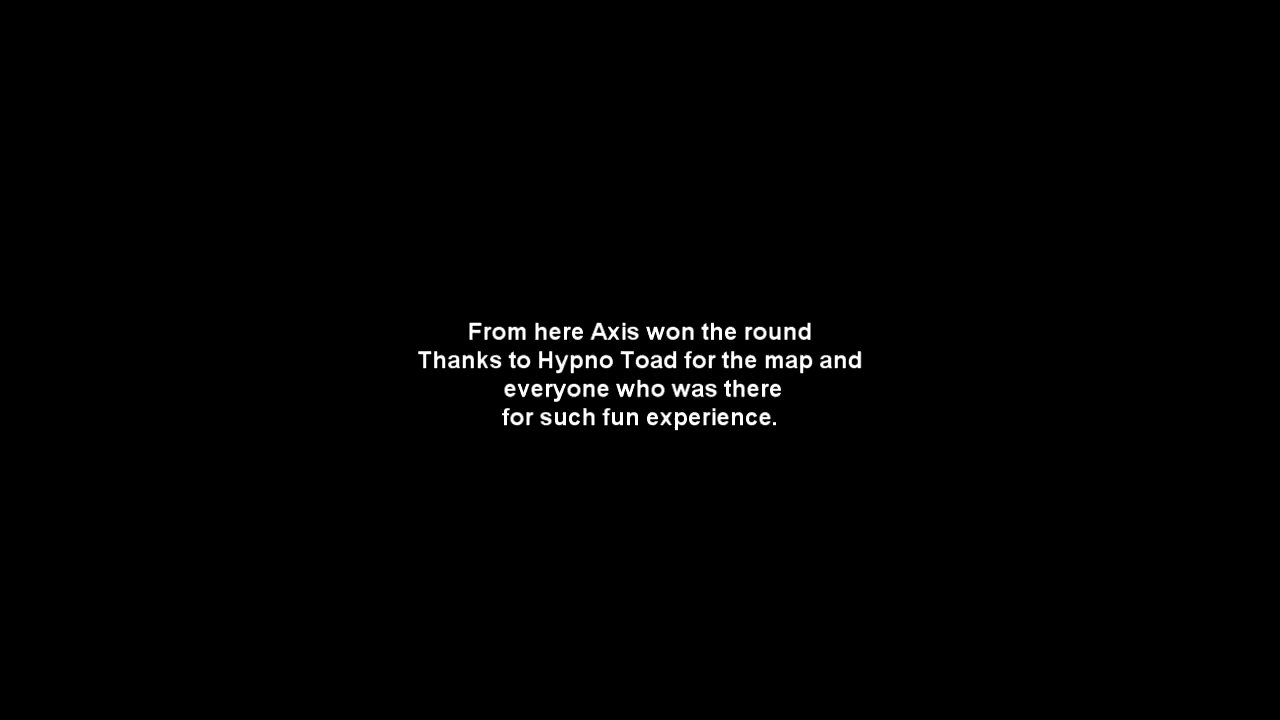 From here Axis won the round
Thanks to Hypno Toad for the map and
everyone who was there
for such fun experience.